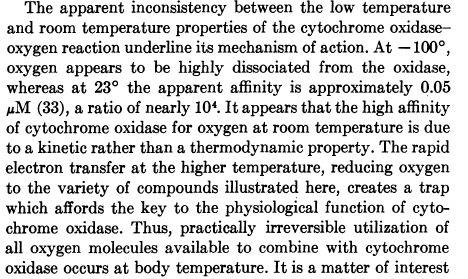 The apparent inconsistency between the low temperature
and room temperature properties of the cytochrome oxidase–
oxygen reaction underline its mechanism of action. At −100°,
oxygen appears to be highly dissociated from the oxidase,
whereas at 23° the apparent affinity is approximately 0.05
μM (33), a ratio of nearly 10⁴. It appears that the high affinity
of cytochrome oxidase for oxygen at room temperature is due
to a kinetic rather than a thermodynamic property. The rapid
electron transfer at the higher temperature, reducing oxygen
to the variety of compounds illustrated here, creates a trap
which affords the key to the physiological function of cyto-
chrome oxidase. Thus, practically irreversible utilization of
all oxygen molecules available to combine with cytochrome
oxidase occurs at body temperature. It is a matter of interest